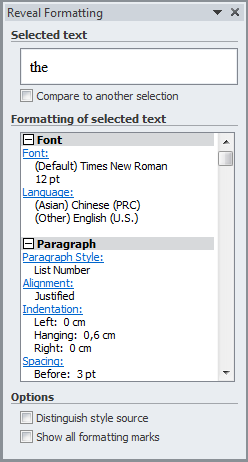 Reveal Formatting
Selected text
the
Compare to another selection
Formatting of selected text
Font
Font:
(Default) Times New Roman
12 pt
Language:
(Asian) Chinese (PRC)
(Other) English (U.S.)
Paragraph
Paragraph Style:
List Number
Alignment:
Justified
Indentation:
Left: 0 cm
Hanging: 0,6 cm
Right: 0 cm
Spacing:
Before: 3 pt
Options
Distinguish style source
Show all formatting marks